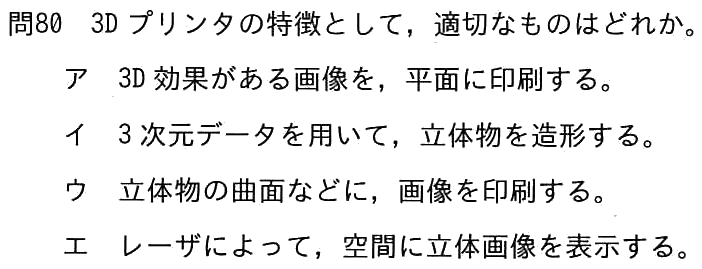 問80 3Dプリンタの特徴として，適切なものはどれか。
ア 3D効果がある画像を，平面に印刷する。
イ 3次元データを用いて，立体物を造形する。
ウ 立体物の曲面などに，画像を印刷する。
エ レーザによって，空間に立体画像を表示する。